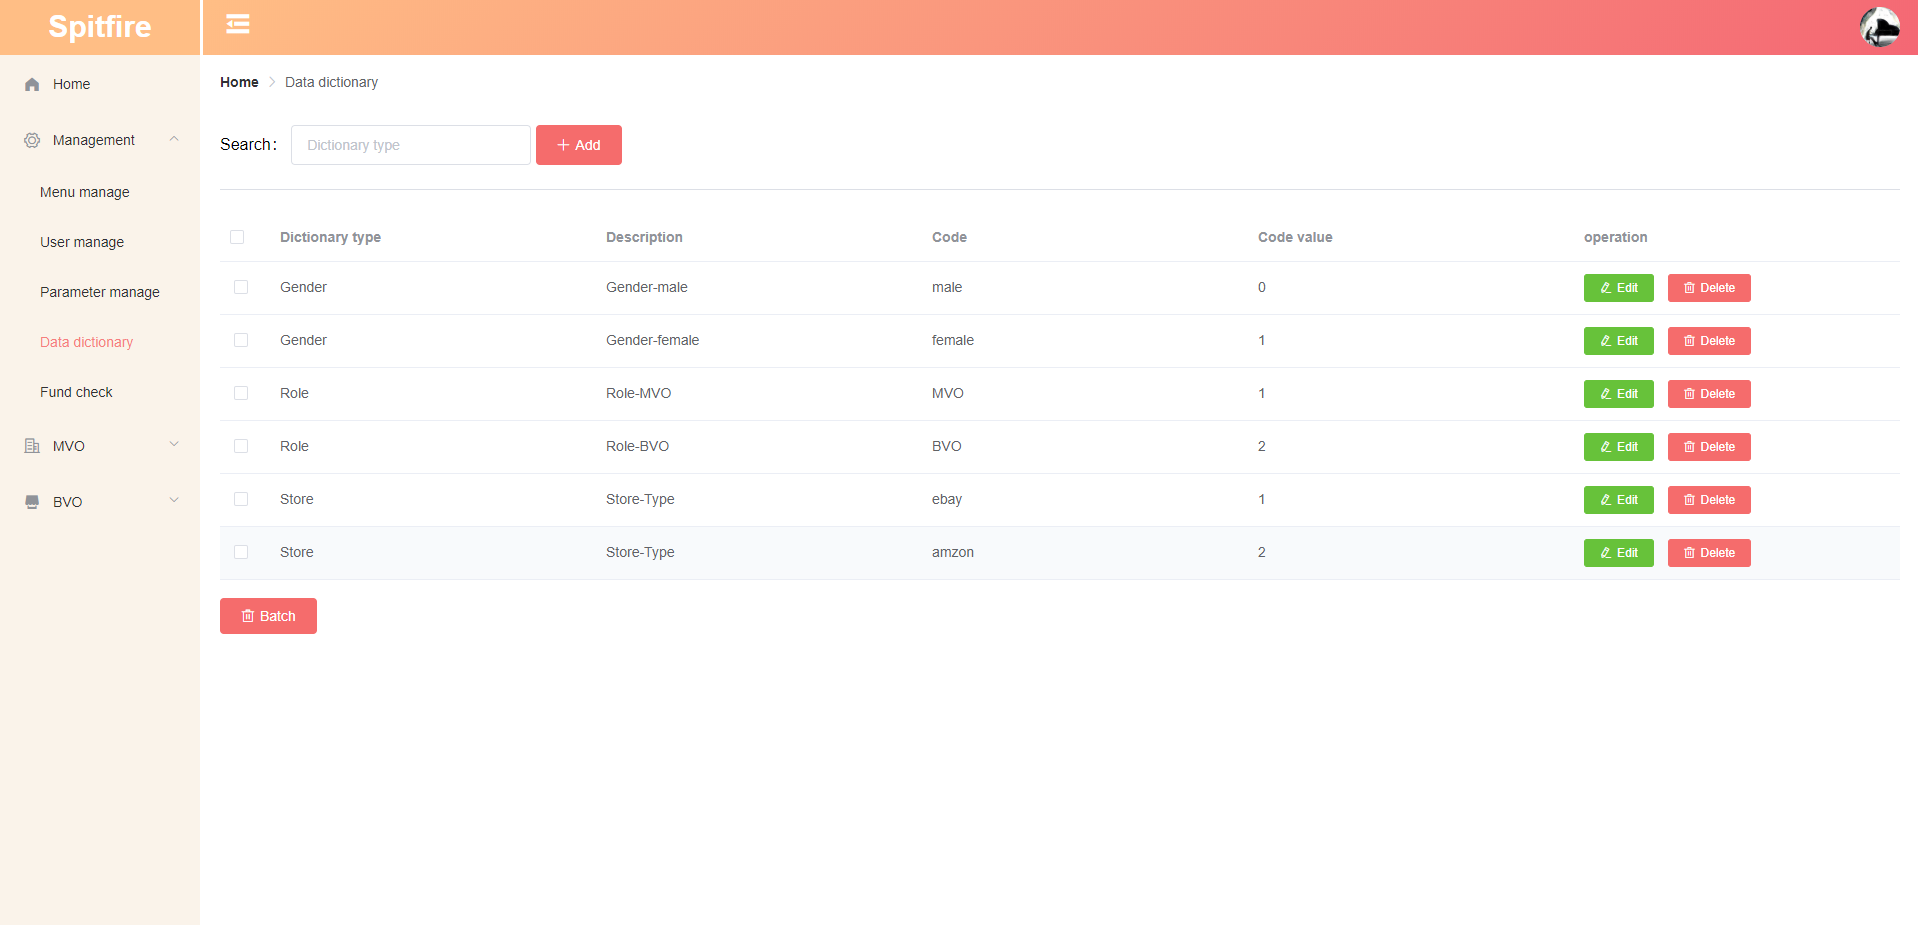 Spitfire
Home
Management
Menu manage
User manage
Parameter manage
Data dictionary
Fund check
MVO
BVO
Home Data dictionary
Search: Dictionary type Add
Dictionary type Description Code Code value operation
Gender Gender-male male 0 Edit Delete
Gender Gender-female female 1 Edit Delete
Role Role-MVO MVO 1 Edit Delete
Role Role-BVO BVO 2 Edit Delete
Store Store-Type ebay 1 Edit Delete
Store Store-Type amzon 2 Edit Delete
Batch